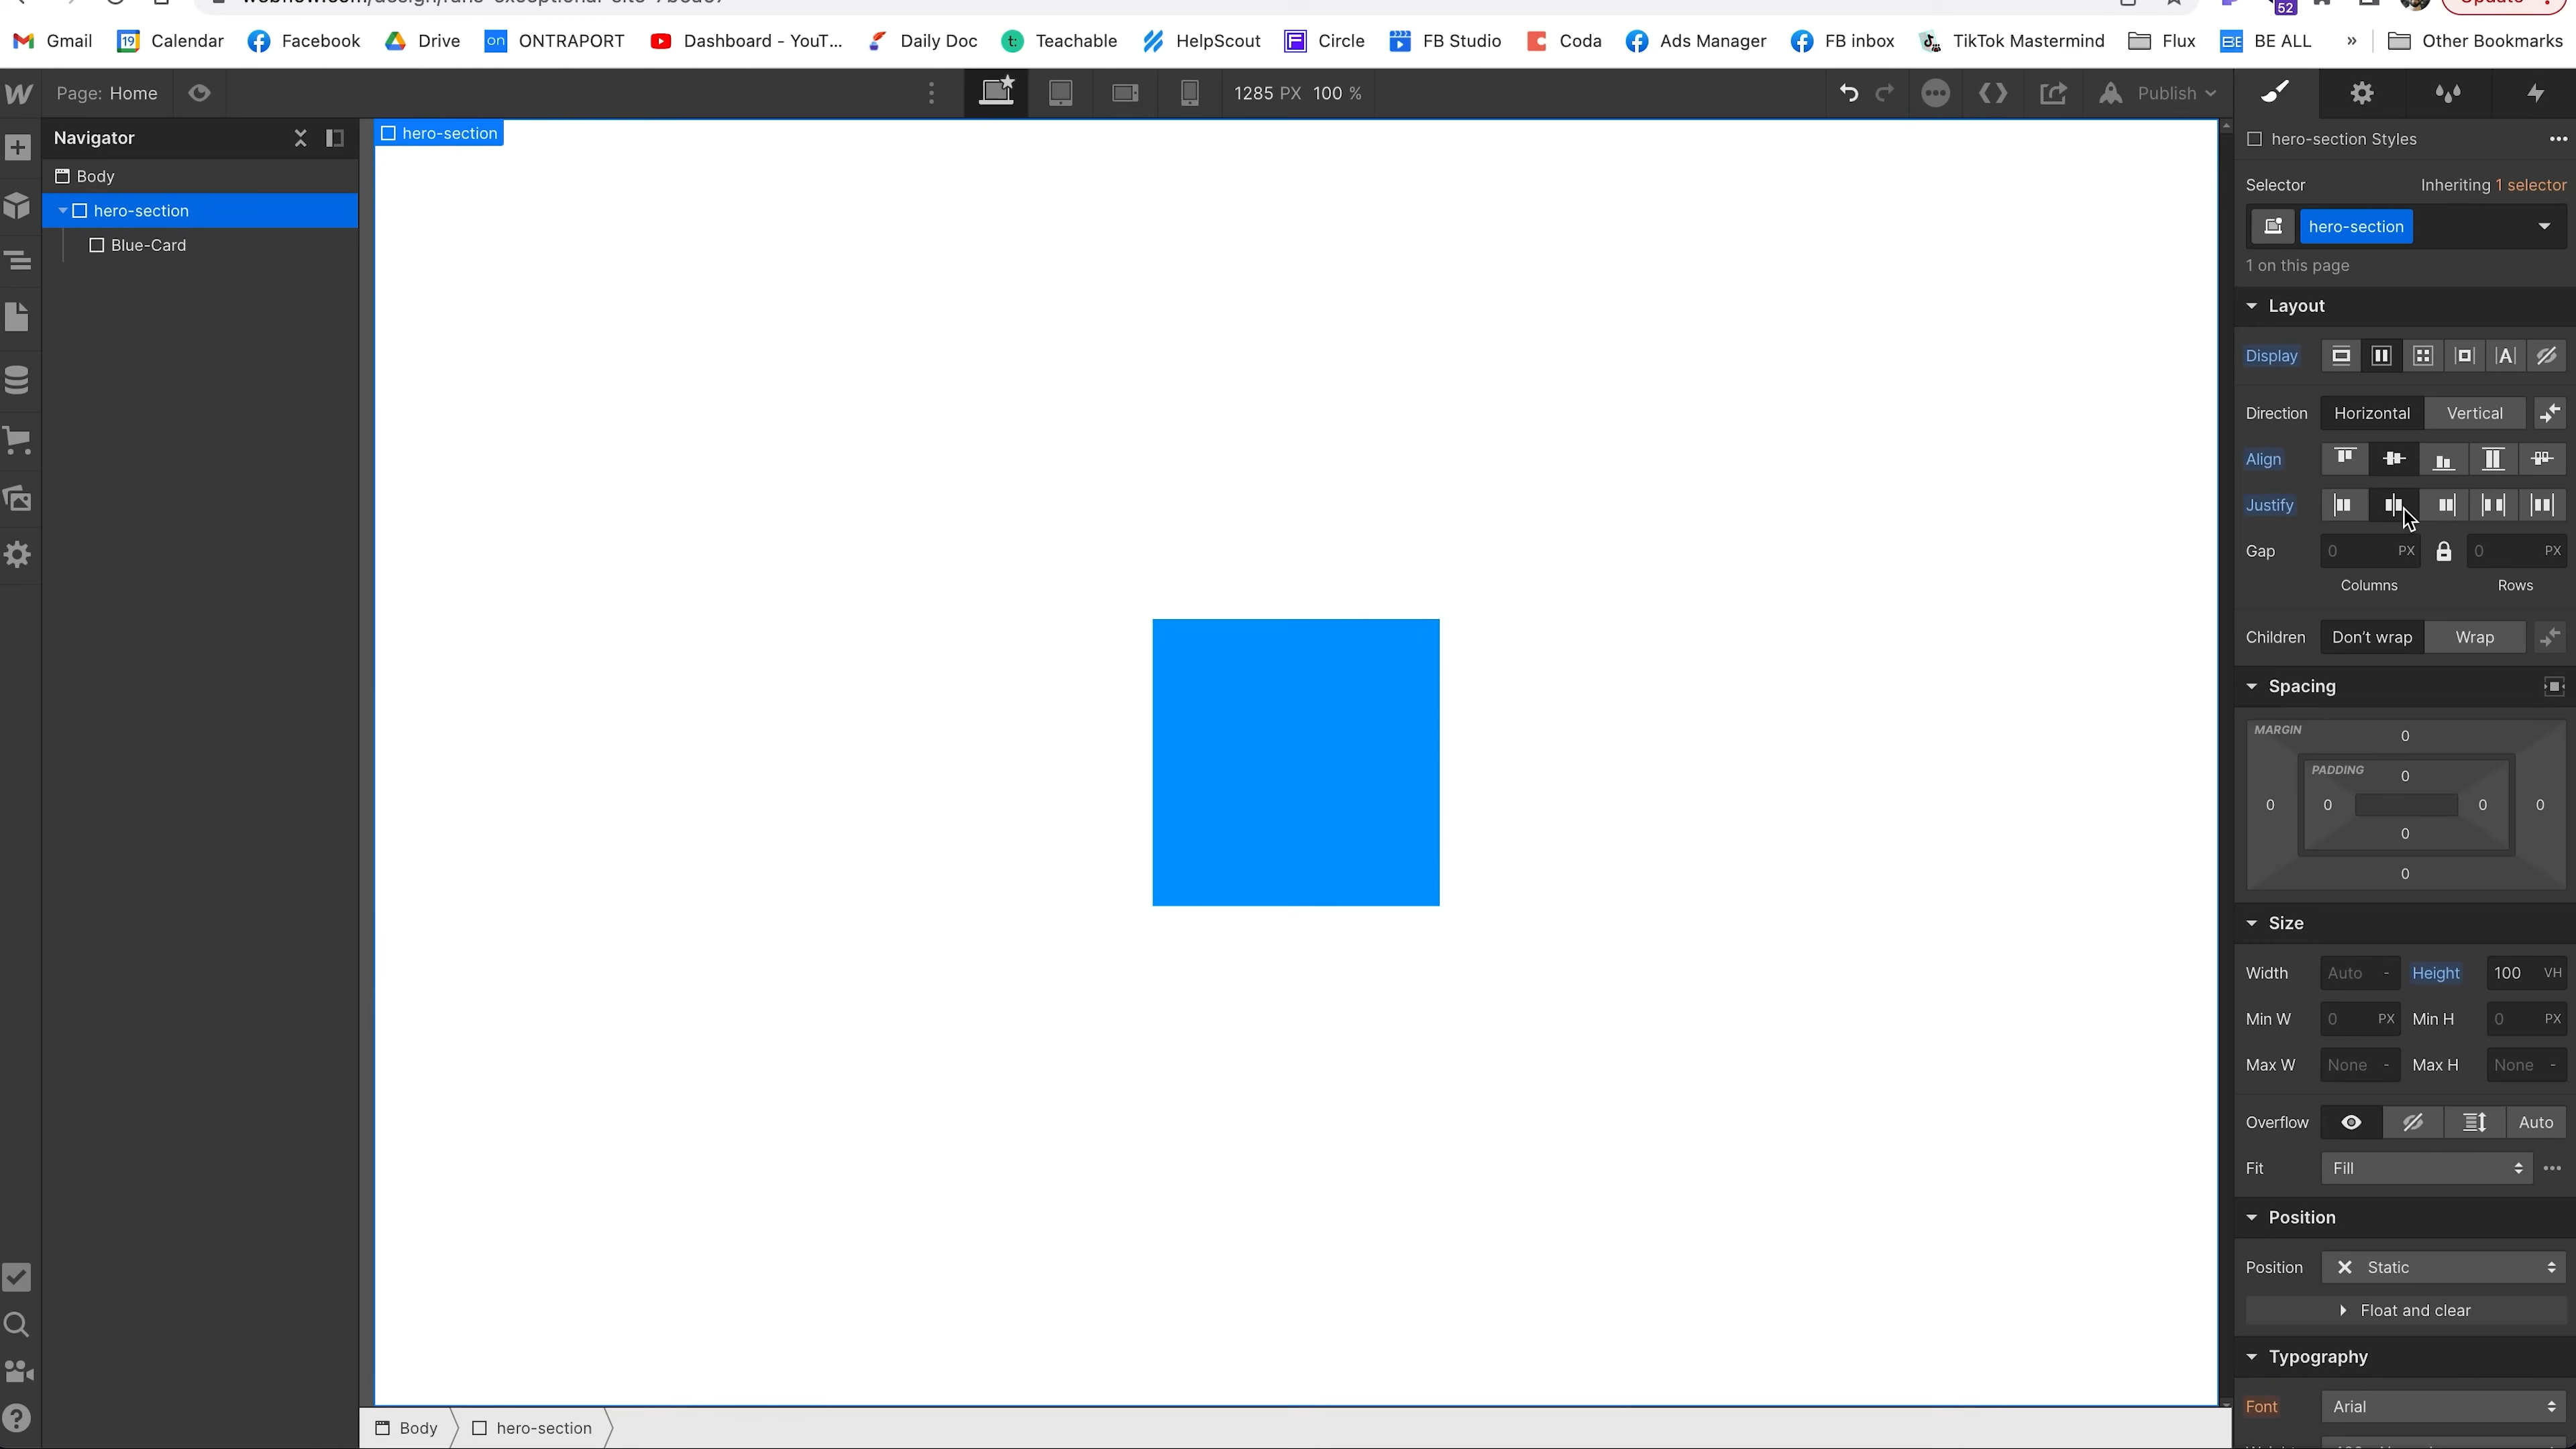 52
Gmail
19 Calendar
Facebook
Drive
on ONTRAPORT
Dashboard - YouT...
Daily Doc
t: Teachable
HelpScout
Circle
FB Studio
Coda
Ads Manager
FB inbox
TikTok Mastermind
Flux
BE BE ALL
»
Other Bookmarks
Page: Home
1285 PX 100 %
Publish
Navigator
Body
hero-section
Blue-Card
hero-section
hero-section Styles
Selector Inheriting 1 selector
hero-section
1 on this page
Layout
Display
Direction Horizontal Vertical
Align
Justify
Gap 0 PX 0 PX
Columns Rows
Children Don't wrap Wrap
Spacing
MARGIN 0
PADDING 0
0 0 0 0
0
0
Size
Width Auto - Height 100 VH
Min W 0 PX Min H 0 PX
Max W None - Max H None -
Overflow Auto
Fit Fill
Position
Position Static
Float and clear
Typography
Font Arial
Body hero-section